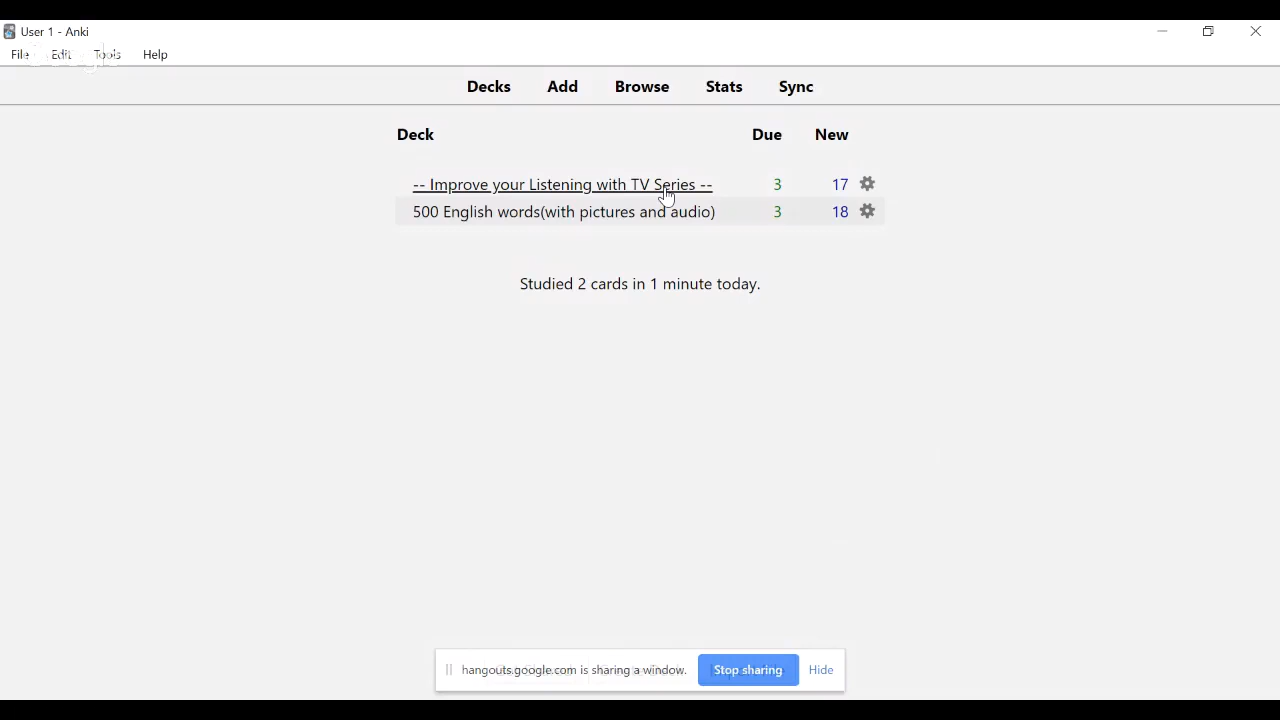 User 1 - Anki
File Edit Tools Help
Decks Add Browse Stats Sync
Deck Due New
-- Improve your Listening with TV Series -- 3 17
500 English words(with pictures and audio) 3 18
Studied 2 cards in 1 minute today.
hangouts.google.com is sharing a window. Stop sharing Hide